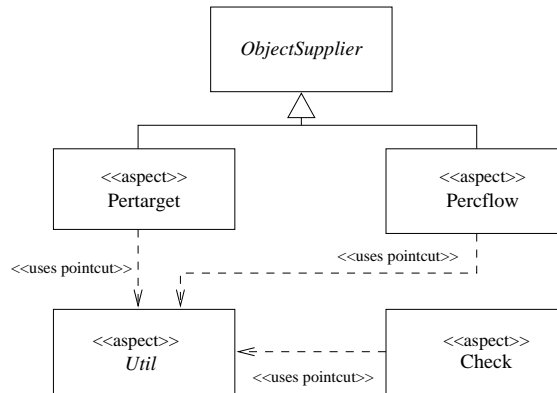 ObjectSupplier
<<aspect>>
Pertarget
<<aspect>>
Percflow
<<uses pointcut>>
<<uses pointcut>>
<<aspect>>
Util
<<aspect>>
Check
<<uses pointcut>>